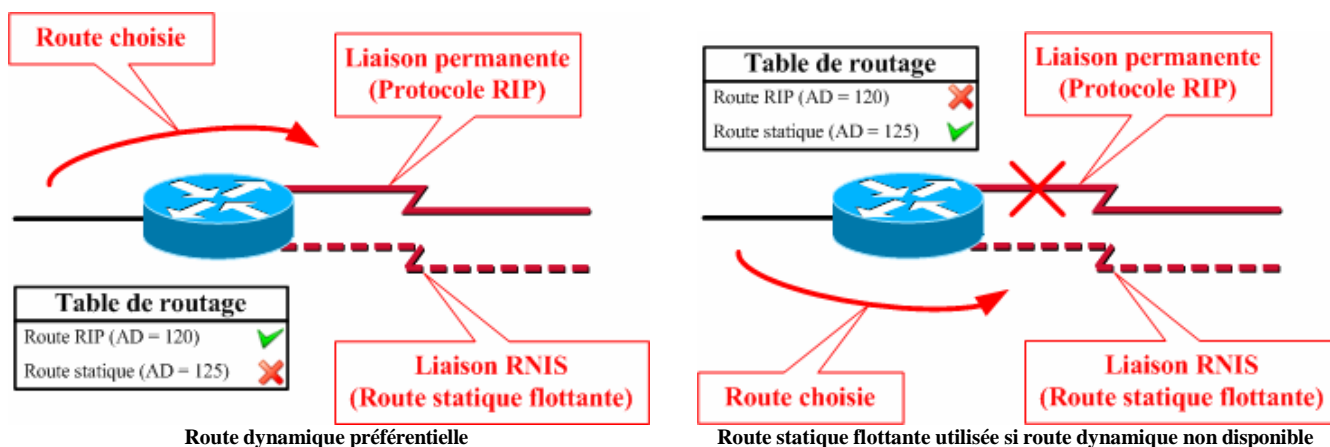 Route choisie
Liaison permanente
(Protocole RIP)
Table de routage
Route RIP (AD = 120)
Route statique (AD = 125)
Liaison RNIS
(Route statique flottante)
Route dynamique préférentielle
Table de routage
Route RIP (AD = 120)
Route statique (AD = 125)
Liaison permanente
(Protocole RIP)
Route choisie
Liaison RNIS
(Route statique flottante)
Route statique flottante utilisée si route dynamique non disponible